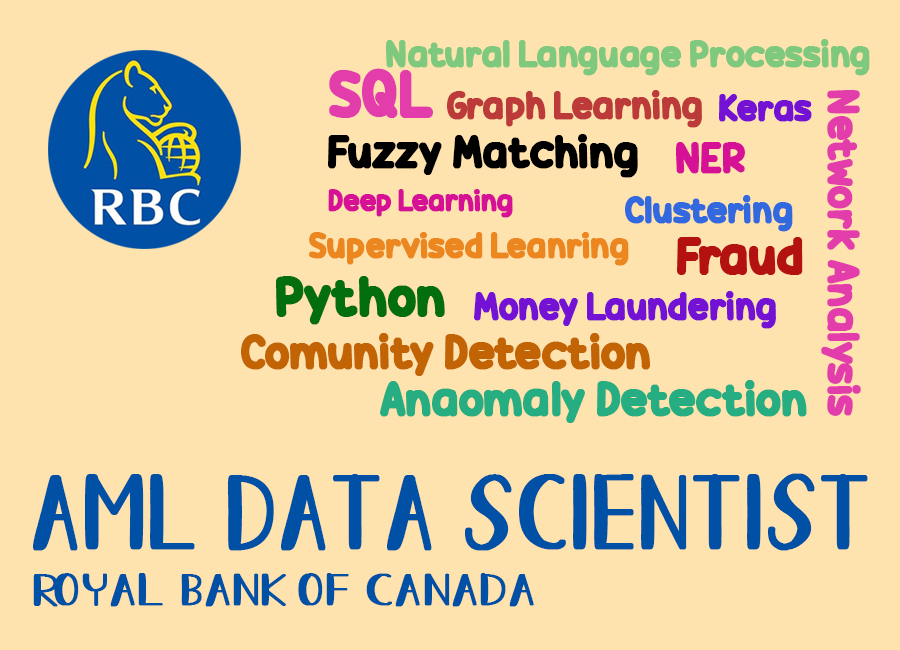 Natural Language Processing
SQL
Graph Learning
Keras
Network Analysis
RBC
Fuzzy Matching
NER
Deep Learning
Clustering
Supervised Leanring
Fraud
Python
Money Laundering
Comunity Detection
Anaomaly Detection
AML DATA SCIENTIST
ROYAL BANK OF CANADA